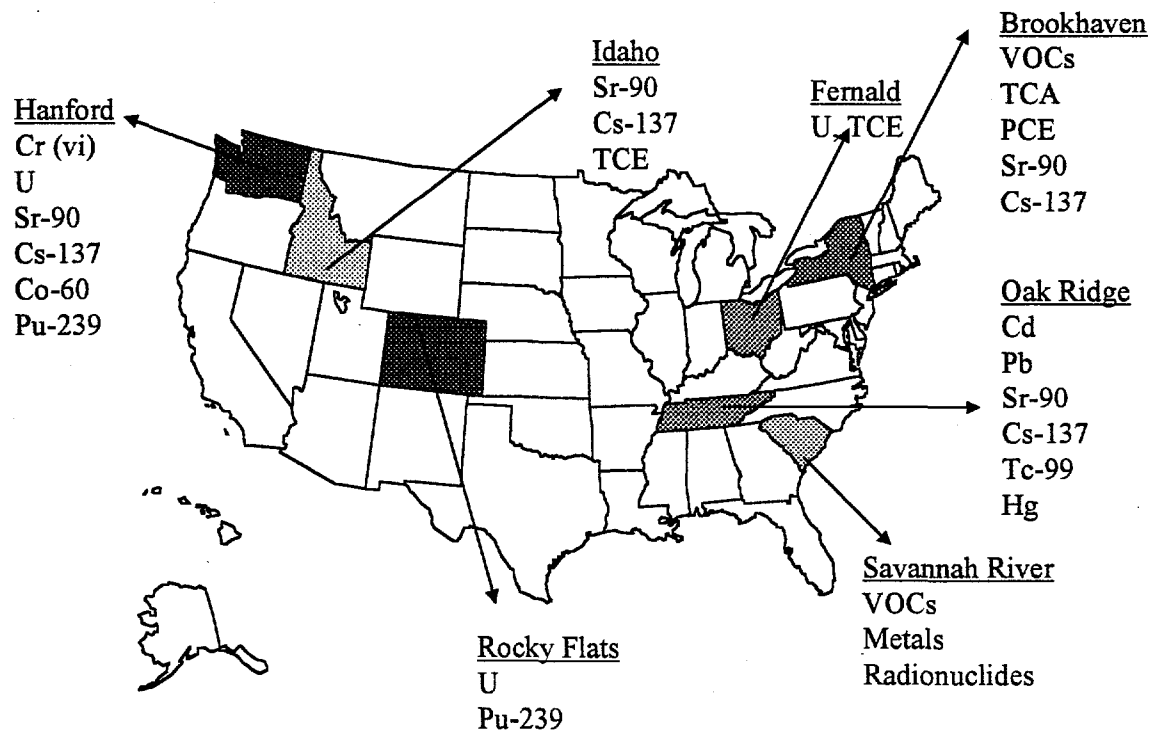 Hanford
Cr (vi)
U
Sr-90
Cs-137
Co-60
Pu-239
Idaho
Sr-90
Cs-137
TCE
Fernald
U, TCE
Brookhaven
VOCs
TCA
PCE
Sr-90
Cs-137
Oak Ridge
Cd
Pb
Sr-90
Cs-137
Tc-99
Hg
Savannah River
VOCs
Metals
Radionuclides
Rocky Flats
U
Pu-239